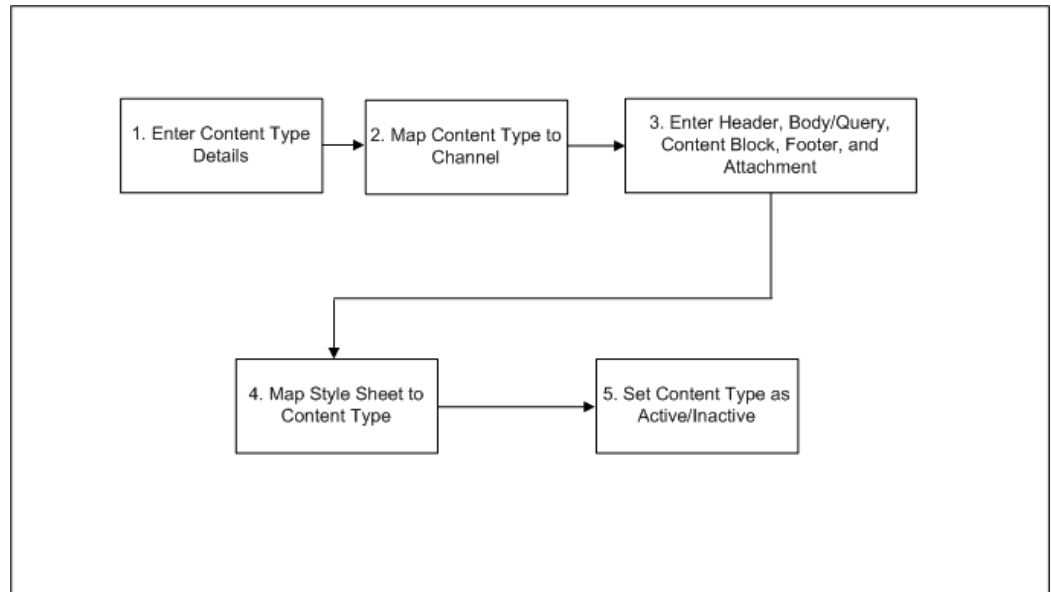 1. Enter Content Type
Details
2. Map Content Type to
Channel
3. Enter Header, Body/Query,
Content Block, Footer, and
Attachment
4. Map Style Sheet to
Content Type
5. Set Content Type as
Active/Inactive